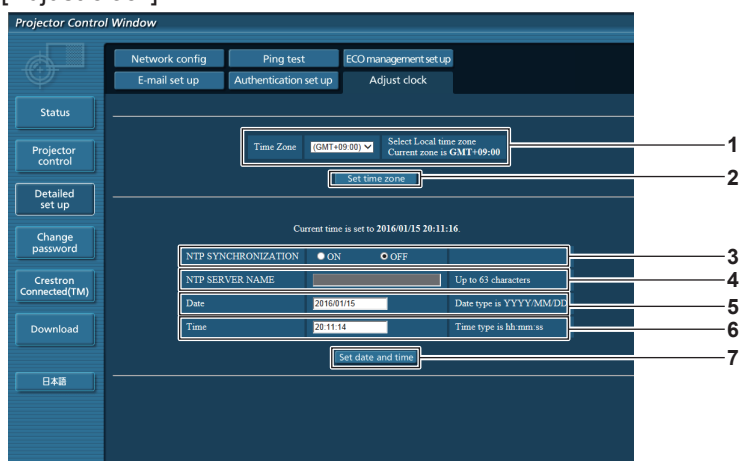 Projector Control Window
Network config
Ping test
ECO management set up
E-mail set up
Authentication set up
Adjust clock
Status
Projector
control
Detailed
set up
Change
password
Crestron
Connected(TM)
Download
日本語
Time Zone
(GMT+09:00)
Select Local time zone
Current zone is GMT+09:00
1
Set time zone
2
Current time is set to 2016/01/15 20:11:16.
NTP SYNCHRONIZATION
ON
OFF
3
NTP SERVER NAME
Up to 63 characters
4
Date
2016/01/15
Date type is YYYY/MM/DD
5
Time
20:11:14
Time type is hh:mm:ss
6
Set date and time
7